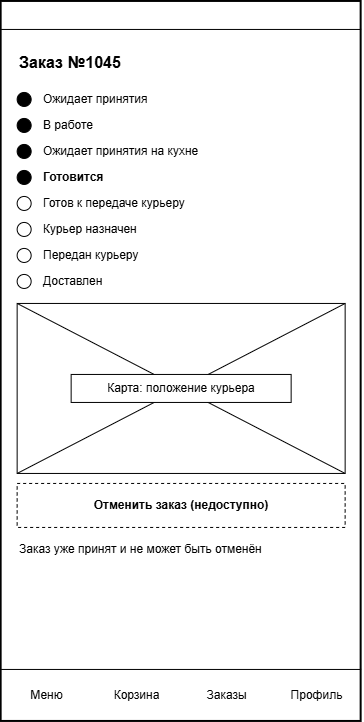 Заказ №1045
Ожидает принятия
В работе
Ожидает принятия на кухне
Готовится
Готов к передаче курьеру
Курьер назначен
Передан курьеру
Доставлен
Карта: положение курьера
Отменить заказ (недоступно)
Заказ уже принят и не может быть отменён
Меню Корзина Заказы Профиль